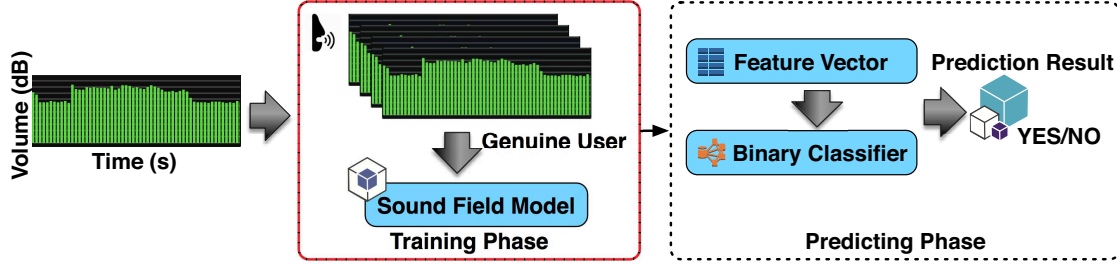 Volume (dB)
Time (s)
Genuine User
Sound Field Model
Training Phase
Feature Vector
Binary Classifier
Prediction Result
YES/NO
Predicting Phase